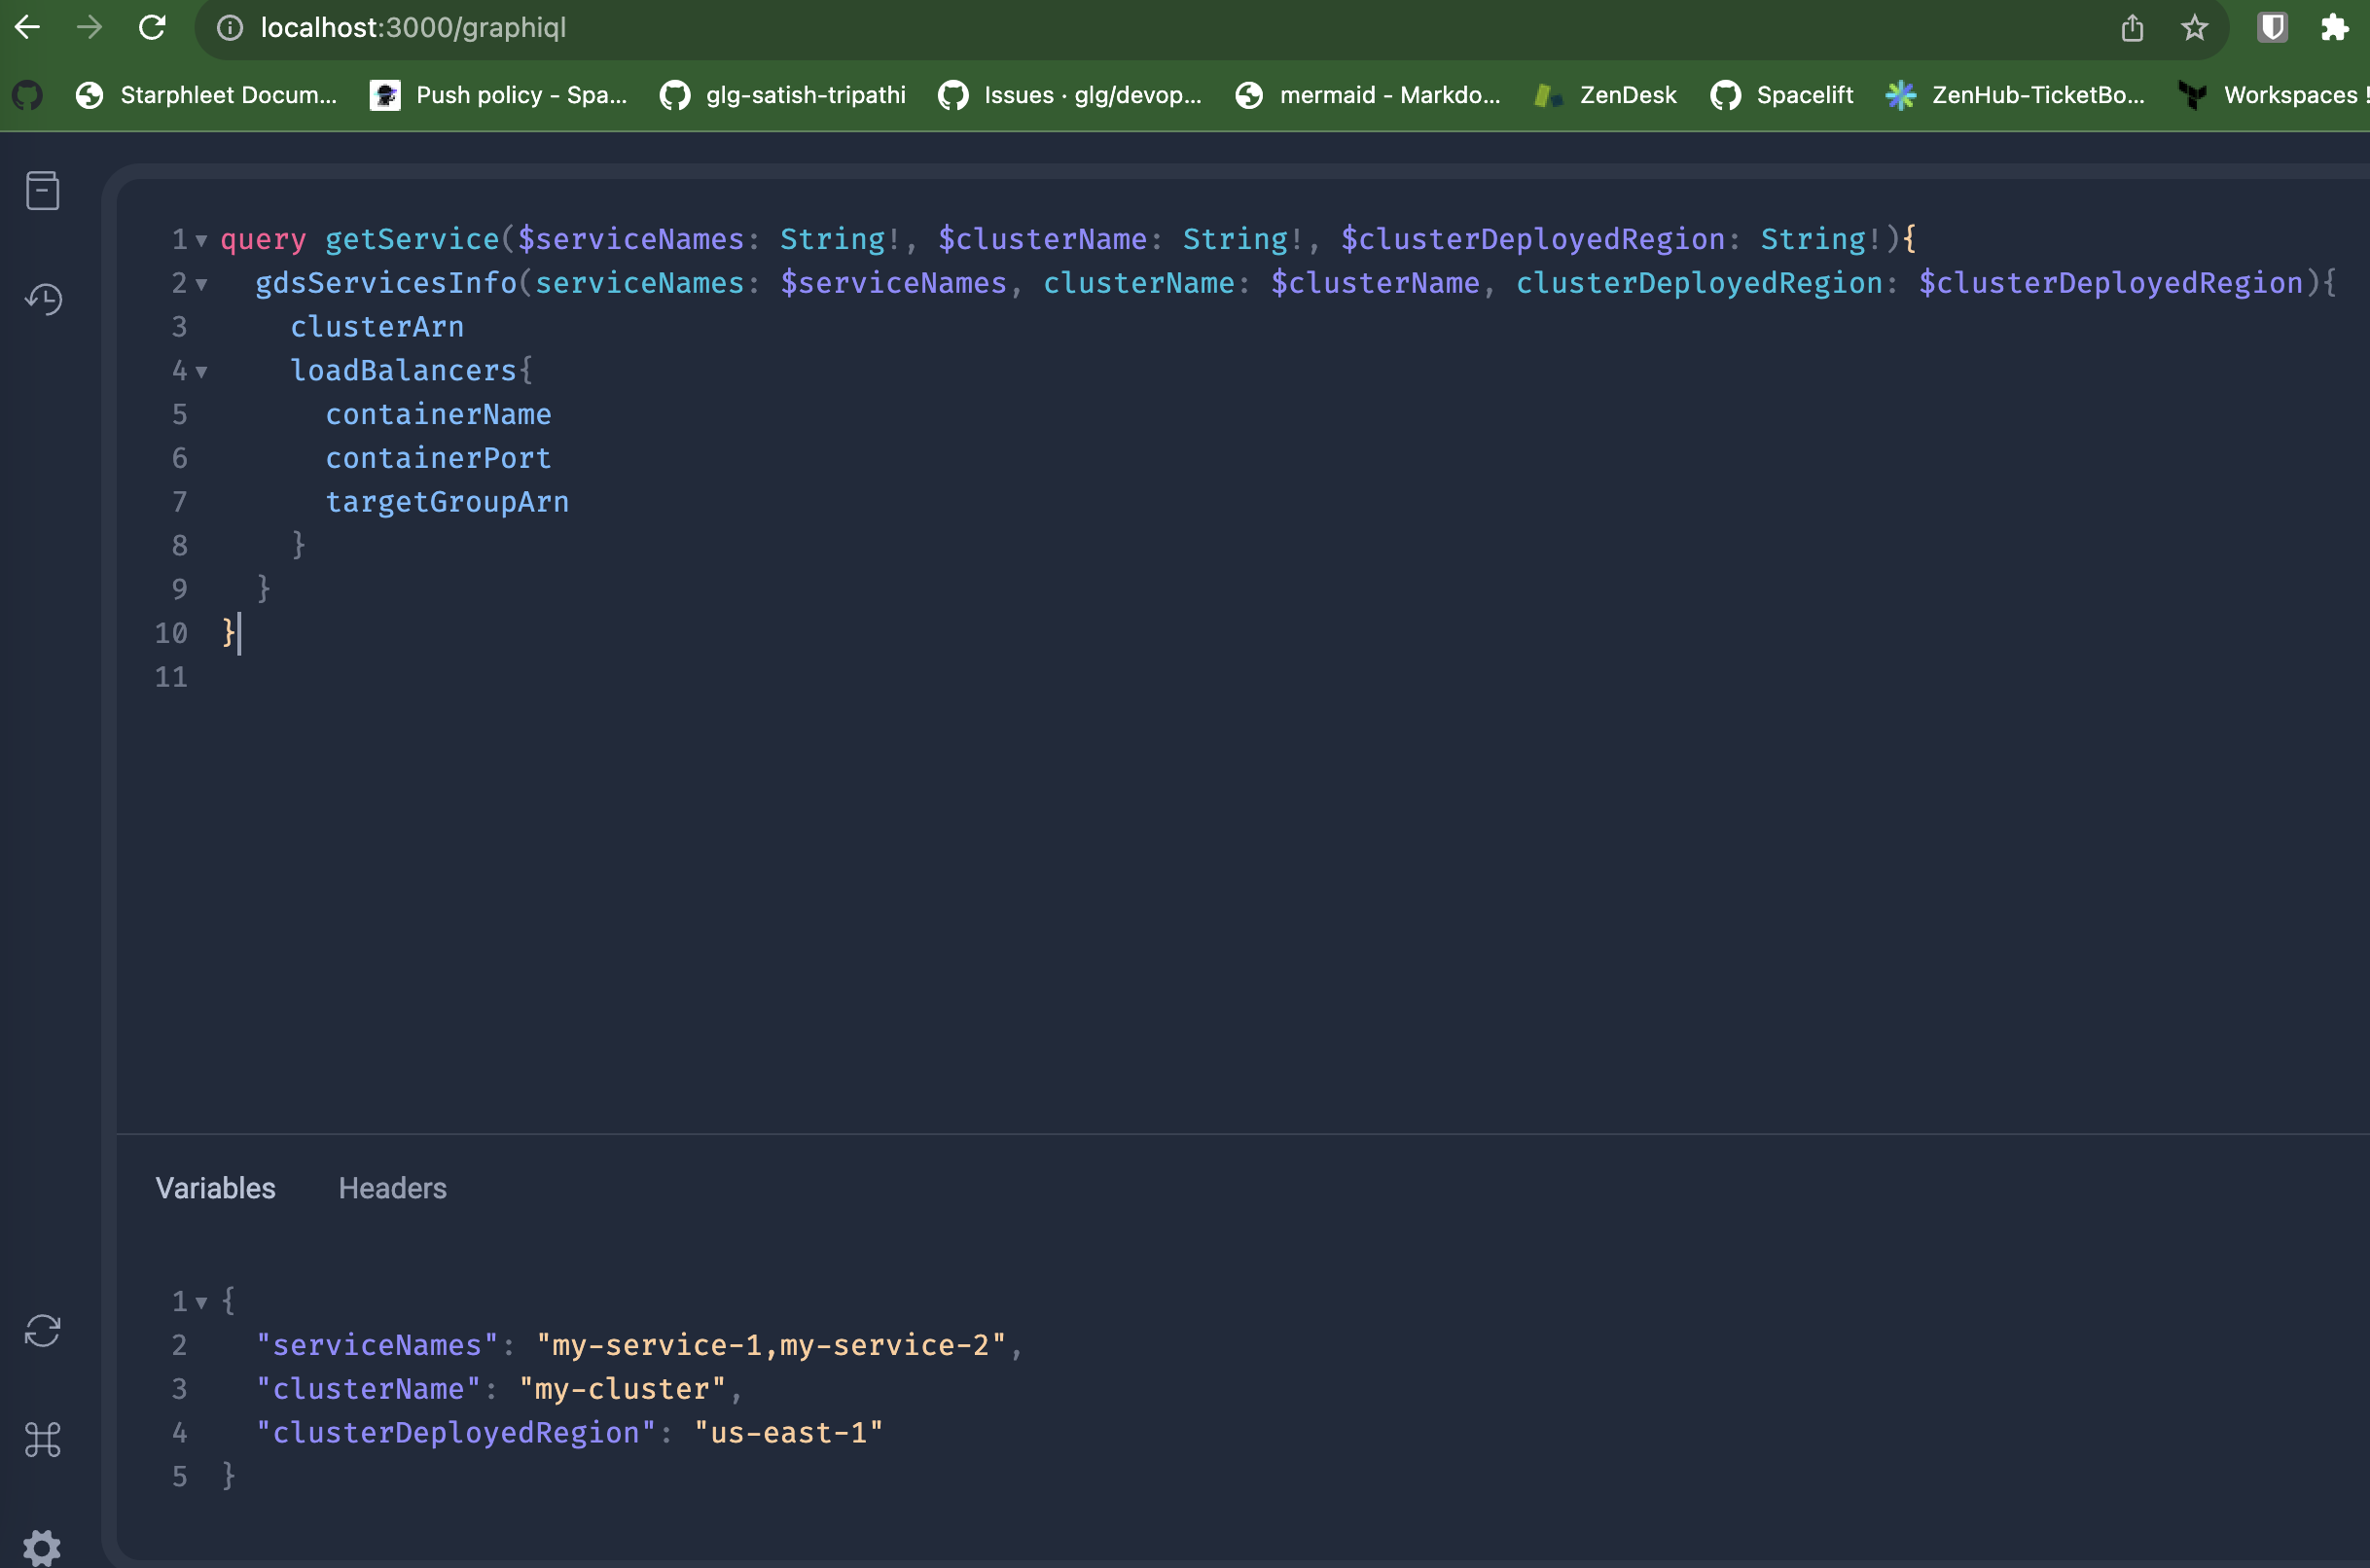 localhost:3000/graphiql
Starphleet Docum... Push policy - Spa... glg-satish-tripathi Issues · glg/devop... mermaid - Markdo... ZenDesk Spacelift ZenHub-TicketBo... Workspaces
1 query getService($serviceNames: String!, $clusterName: String!, $clusterDeployedRegion: String!){
2 gdsServicesInfo(serviceNames: $serviceNames, clusterName: $clusterName, clusterDeployedRegion: $clusterDeployedRegion){
3 clusterArn
4 loadBalancers{
5 containerName
6 containerPort
7 targetGroupArn
8 }
9 }
10 }
11
Variables Headers
1 {
2 "serviceNames": "my-service-1,my-service-2",
3 "clusterName": "my-cluster",
4 "clusterDeployedRegion": "us-east-1"
5 }